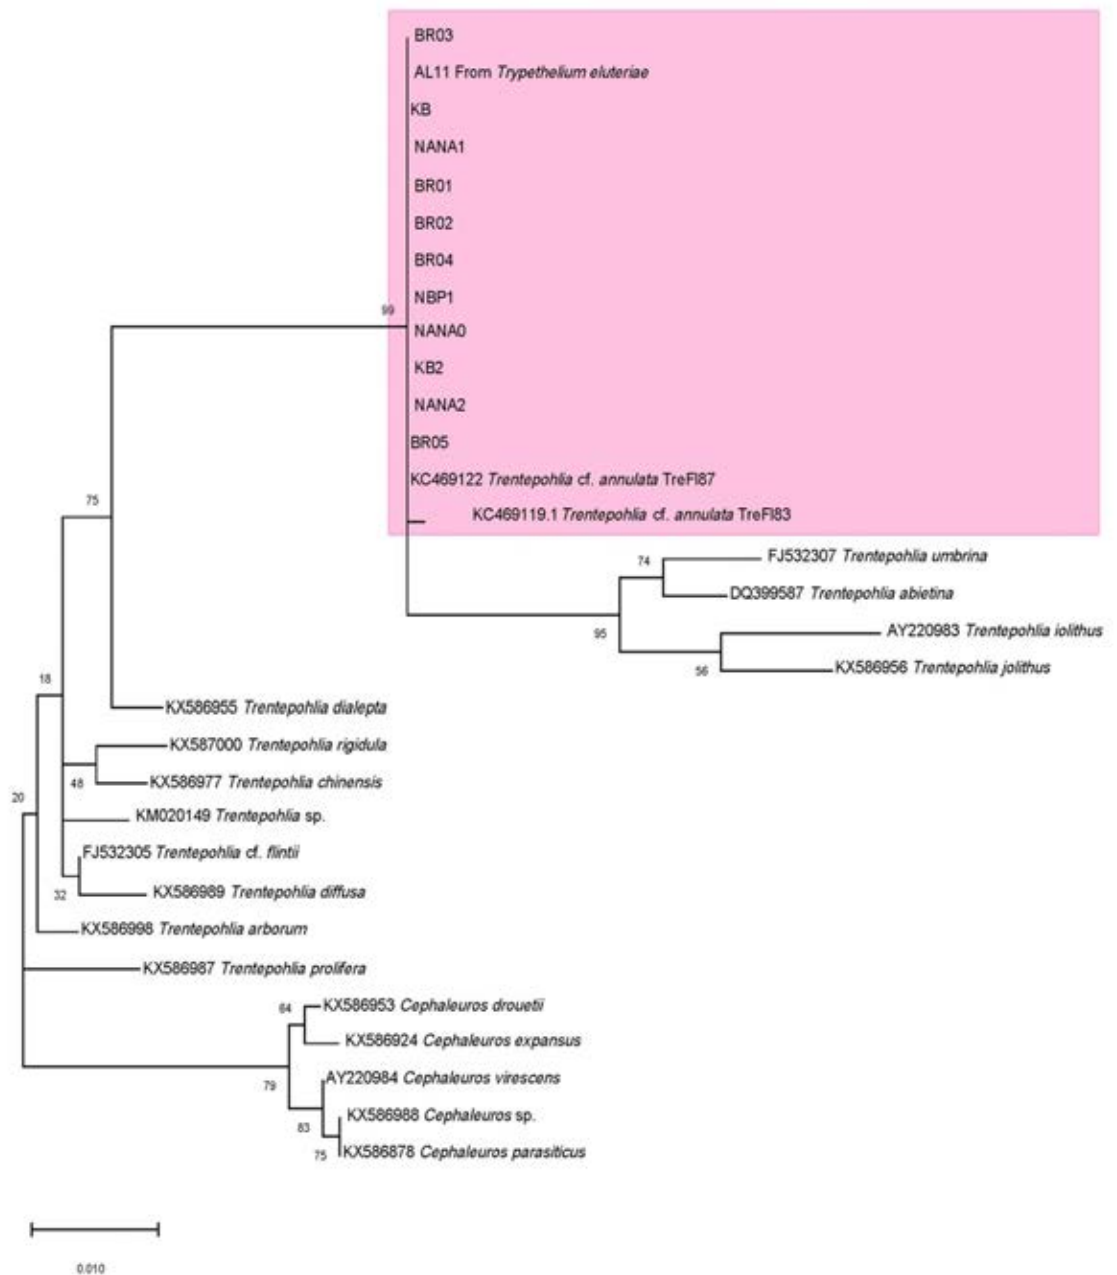 BR03
AL11 From Trypethelium eluteriae
KB
NANA1
BR01
BR02
BR04
NBP1
99
NANA0
KB2
NANA2
BR05
KC469122 Trentepohlia cf. annulata TreFl87
75
KC469119.1 Trentepohlia cf. annulata TreFl83
FJ532307 Trentepohlia umbrina
74
DQ399587 Trentepohlia abietina
95
AY220983 Trentepohlia iolithus
56
KX586956 Trentepohlia jolithus
18
KX586955 Trentepohlia dialepta
KX587000 Trentepohlia rigidula
48
KX586977 Trentepohlia chinensis
20
KM020149 Trentepohlia sp.
FJ532305 Trentepohlia cf. flintii
32
KX586989 Trentepohlia diffusa
KX586998 Trentepohlia arborum
KX586987 Trentepohlia prolifera
64
KX586953 Cephaleuros drouetii
KX586924 Cephaleuros expansus
79
AY220984 Cephaleuros virescens
KX586988 Cephaleuros sp.
83
75
KX586878 Cephaleuros parasiticus
0.010